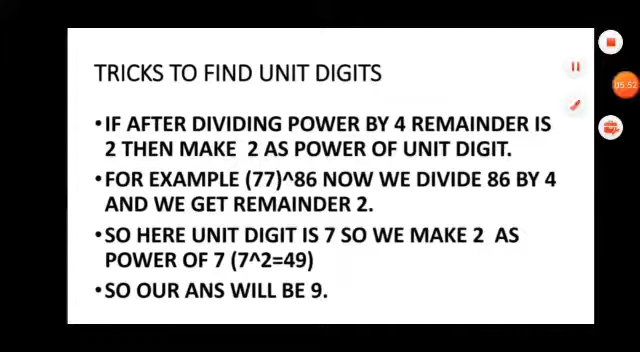 TRICKS TO FIND UNIT DIGITS
•IF AFTER DIVIDING POWER BY 4 REMAINDER IS
2 THEN MAKE 2 AS POWER OF UNIT DIGIT.
•FOR EXAMPLE (77)^86 NOW WE DIVIDE 86 BY 4
AND WE GET REMAINDER 2.
•SO HERE UNIT DIGIT IS 7 SO WE MAKE 2 AS
POWER OF 7 (7^2=49)
•SO OUR ANS WILL BE 9.
05:52